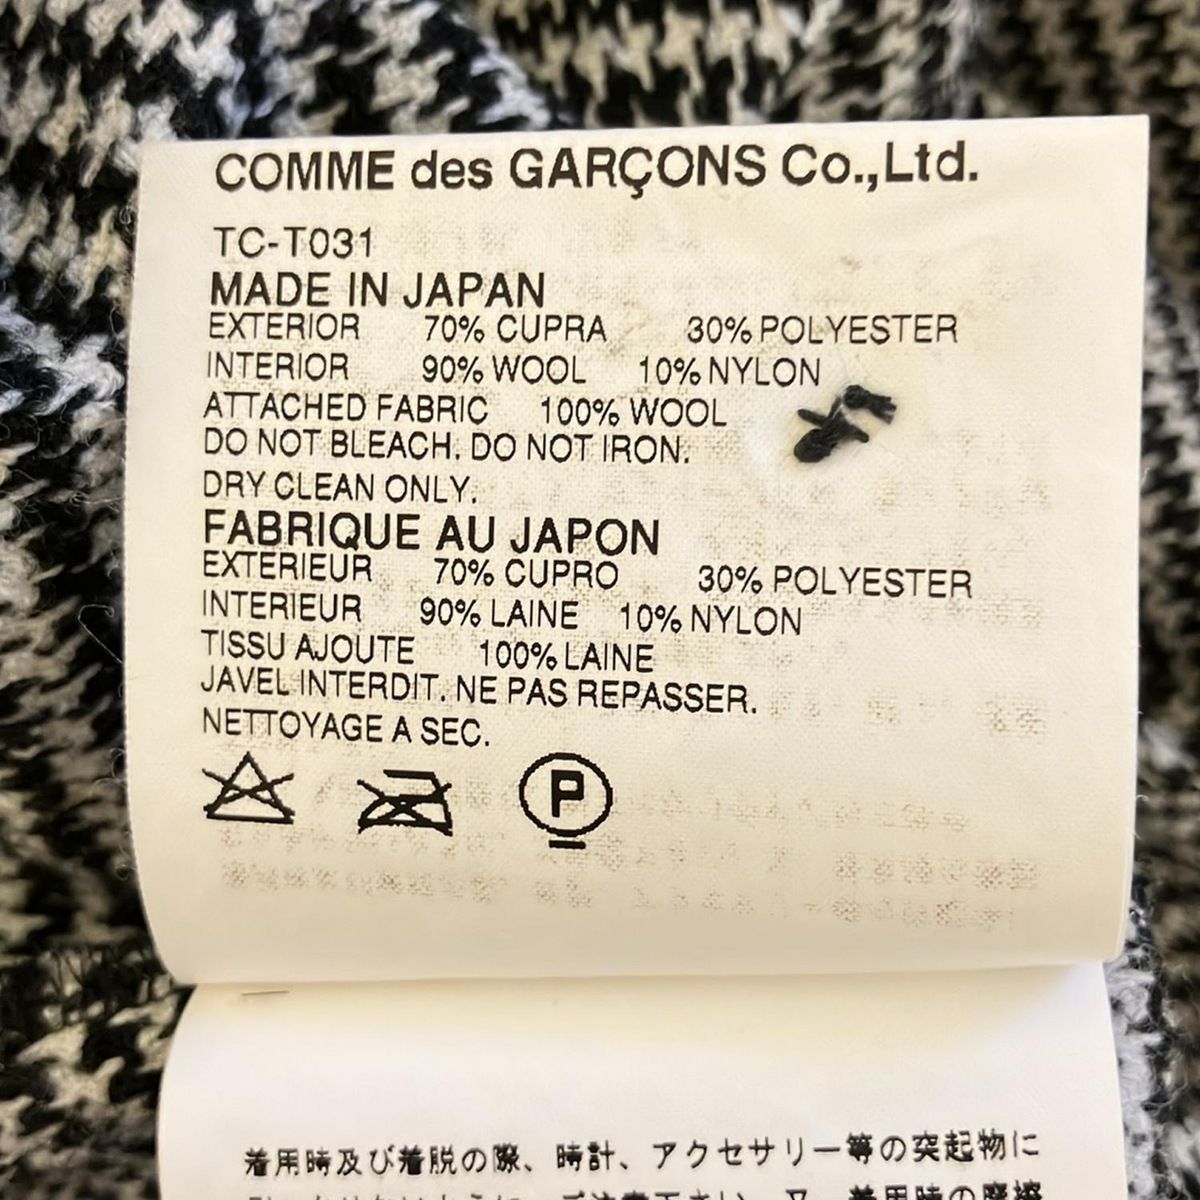 COMME des GARÇONS Co.,Ltd.
TC-T031
MADE IN JAPAN
EXTERIOR 70% CUPRA 30% POLYESTER
INTERIOR 90% WOOL 10% NYLON
ATTACHED FABRIC 100% WOOL
DO NOT BLEACH. DO NOT IRON.
DRY CLEAN ONLY.
FABRIQUE AU JAPON
EXTERIEUR 70% CUPRO 30% POLYESTER
INTERIEUR 90% LAINE 10% NYLON
TISSU AJOUTE 100% LAINE
JAVEL INTERDIT. NE PAS REPASSER.
NETTOYAGE A SEC.
P
着用時及び着脱の際、時計、アクセサリー等の突起物に